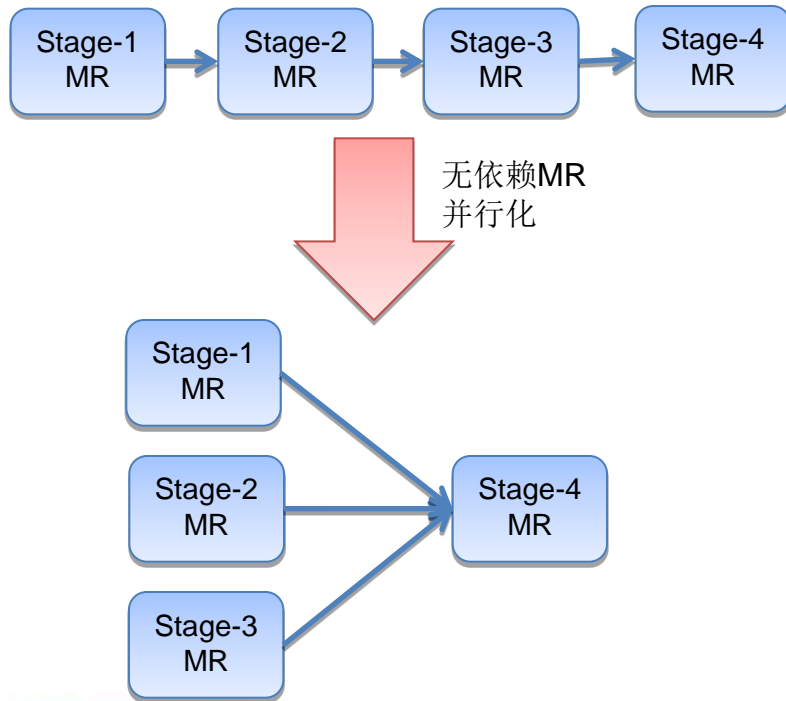 Stage-1
MR
Stage-2
MR
Stage-3
MR
Stage-4
MR
无依赖MR
并行化
Stage-1
MR
Stage-2
MR
Stage-3
MR
Stage-4
MR